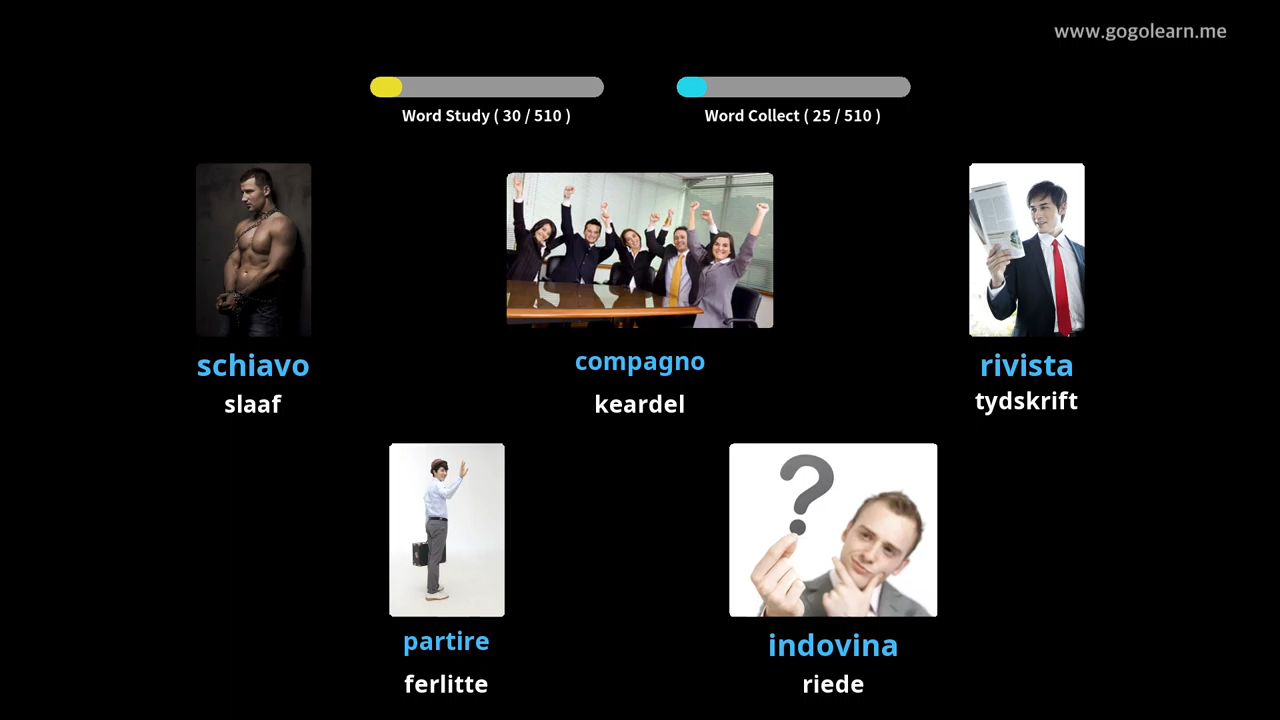 www.gogolearn.me
Word Study ( 30 / 510 )
Word Collect ( 25 / 510 )
schiavo
slaaf
compagno
keardel
rivista
tydskrift
partire
ferlitte
indovina
riede